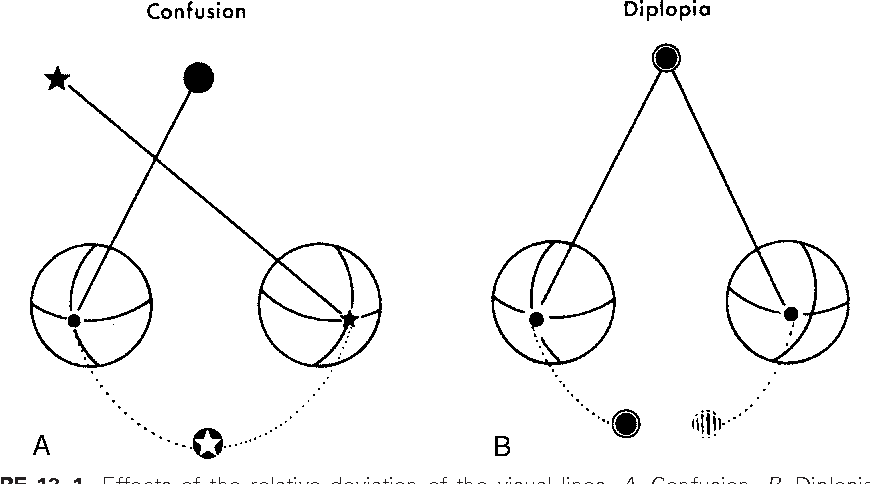 Confusion
Diplopia
A
B
Effects of the relative deviation of the visual lines. A, Confusion. B, Diplopia